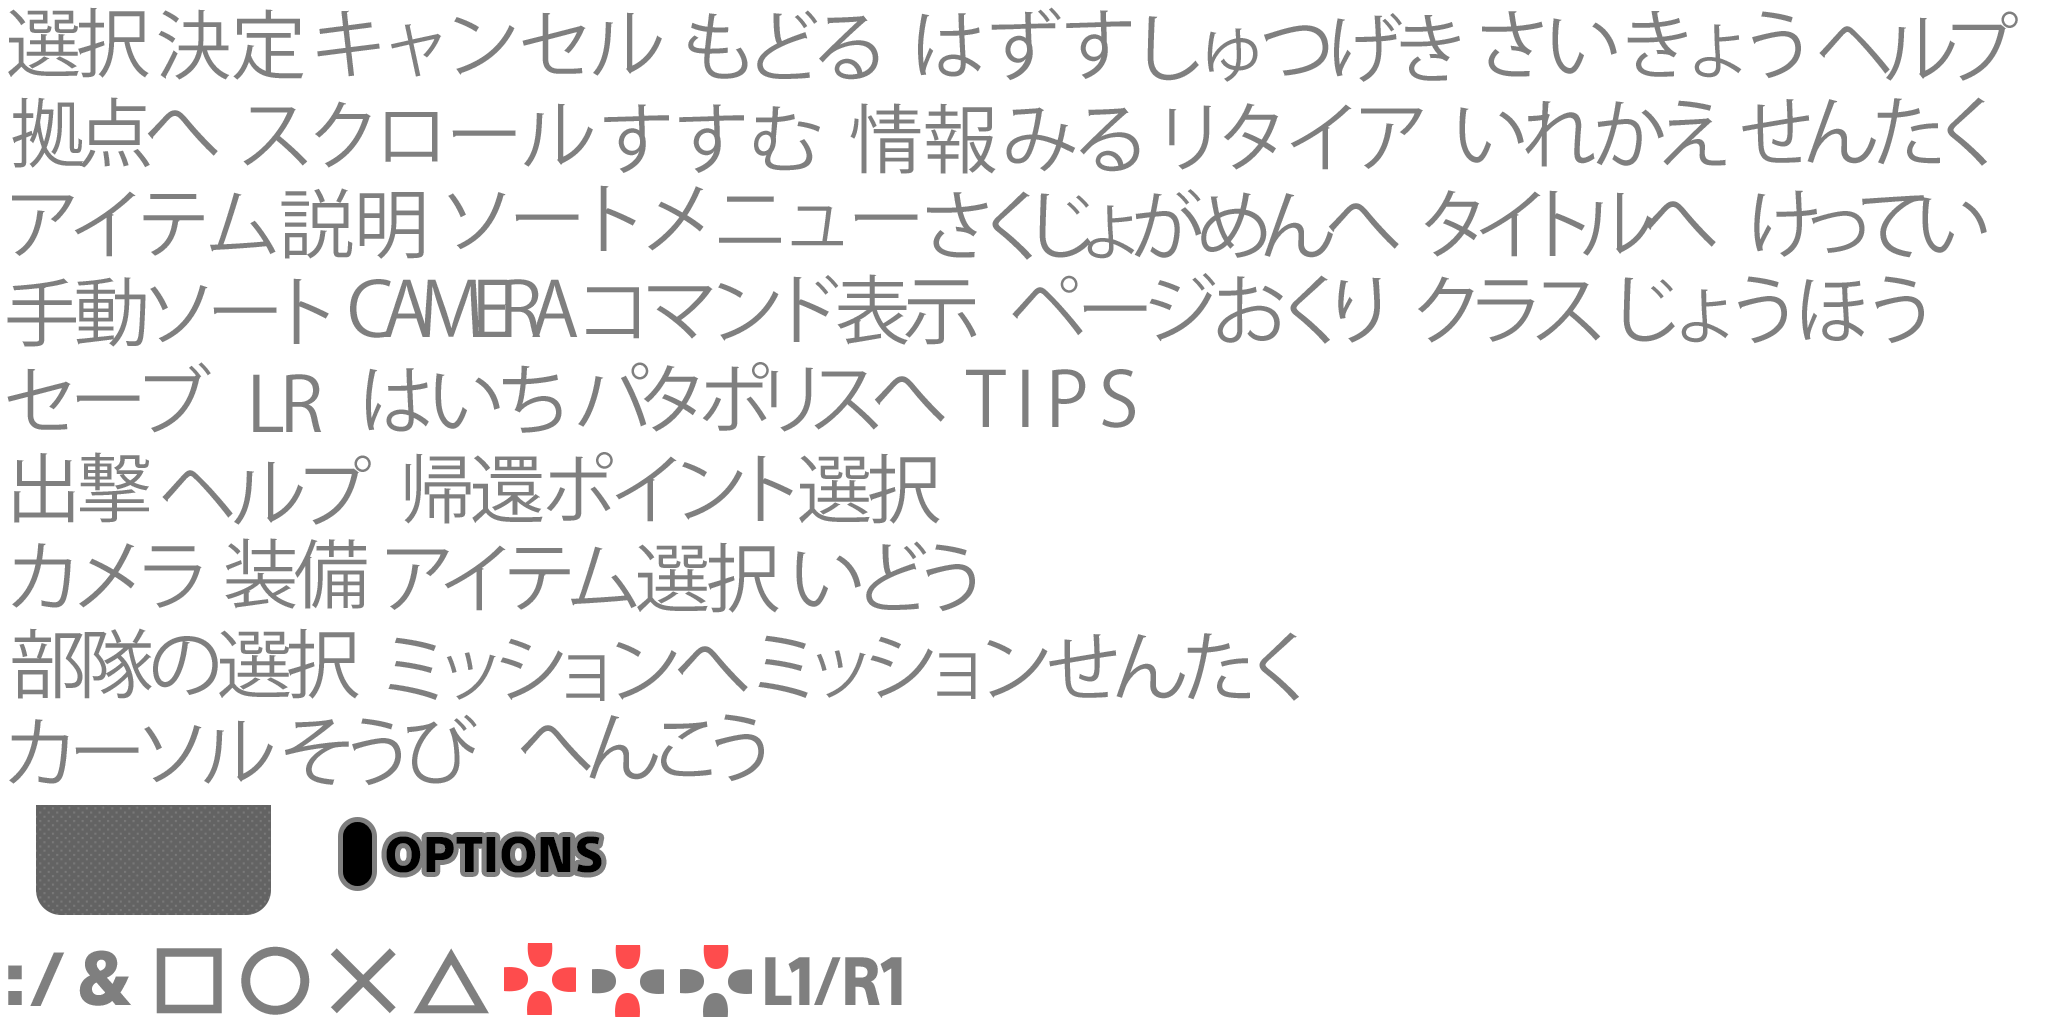 選択 決定 キャンセル もどる はずす しゅつげき さいきょう ヘルプ
拠点へ スクロール すすむ 情報みる リタイア いれかえ せんたく
アイテム説明 ソートメニュー さくじょがめんへ タイトルへ けってい
手動ソート CAMERA コマンド表示 ページおくり クラス じょうほう
セーブ LR はいち パタポリスへ TIPS
出撃 ヘルプ 帰還ポイント選択
カメラ 装備 アイテム選択 いどう
部隊の選択 ミッションへ ミッションせんたく
カーソル そうび へんこう
OPTIONS
:/ & □ ○ × △ L1/R1